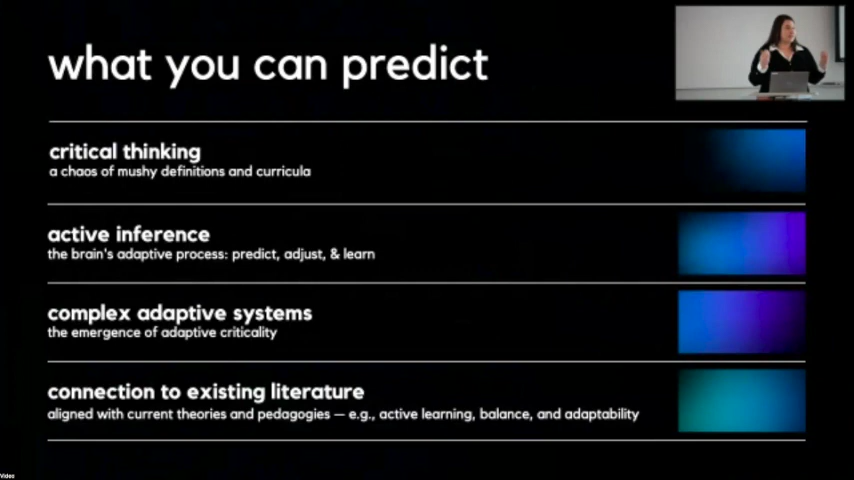 what you can predict
critical thinking
a chaos of mushy definitions and curricula
active inference
the brain's adaptive process: predict, adjust, & learn
complex adaptive systems
the emergence of adaptive criticality
connection to existing literature
aligned with current theories and pedagogies — e.g., active learning, balance, and adaptability
Video